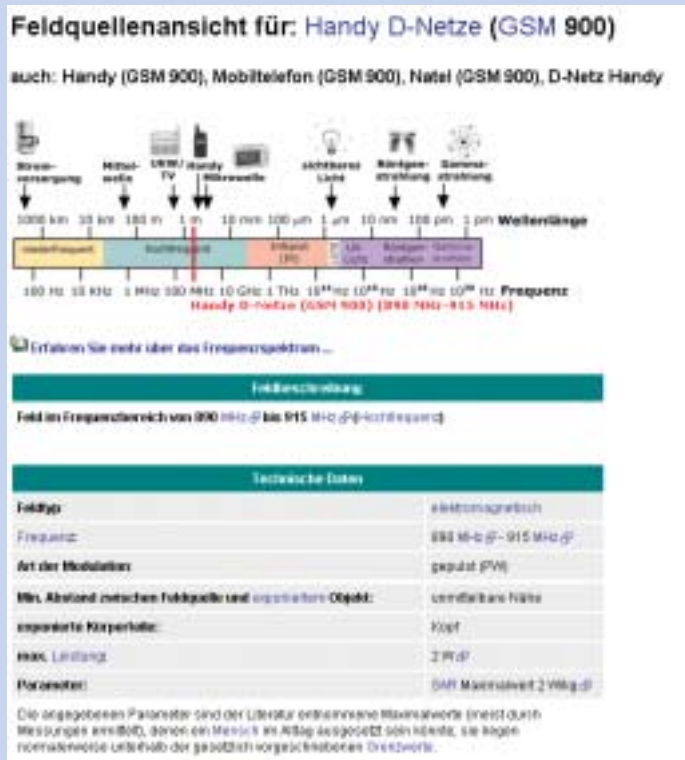 Feldquellenansicht für: Handy D-Netze (GSM 900)
auch: Handy (GSM 900), Mobiltelefon (GSM 900), Natel (GSM 900), D-Netz Handy
Strom-
versorgung
Mittel-
welle
UKW/
TV
Handy
Mikrowelle
sichtbares
Licht
Röntgen-
strahlung
Gamma-
strahlung
1000 km 10 km 100 m 1 m 10 mm 100 µm 1 µm 10 nm 100 pm 1 pm Wellenlänge
niederfrequent hochfrequent Infrarot
(IR)
UV-
Licht
Röntgen-
strahlen
100 Hz 10 kHz 1 MHz 100 MHz 10 GHz 1 THz Frequenz
Handy D-Netze (GSM 900) (890 MHz-915 MHz)
Erfahren Sie mehr über das Frequenzspektrum ...
Feldbeschreibung
Feld im Frequenzbereich von 890 MHz bis 915 MHz (Hochfrequenz)
Technische Daten
Feldtyp: elektromagnetisch
Frequenz: 890 MHz - 915 MHz
Art der Modulation: gepulst (PW)
Min. Abstand zwischen Feldquelle und exponiertem Objekt: unmittelbare Nähe
exponierte Körperteile: Kopf
max. Leistung: 2 W
Parameter: SAR Maximalwert 2 W/kg
Die angegebenen Parameter sind der Literatur entnommene Maximalwerte (meist durch
Messungen ermittelt), denen ein Mensch im Alltag ausgesetzt sein könnte, sie liegen
normalerweise unterhalb der gesetzlich vorgeschriebenen Grenzwerte.